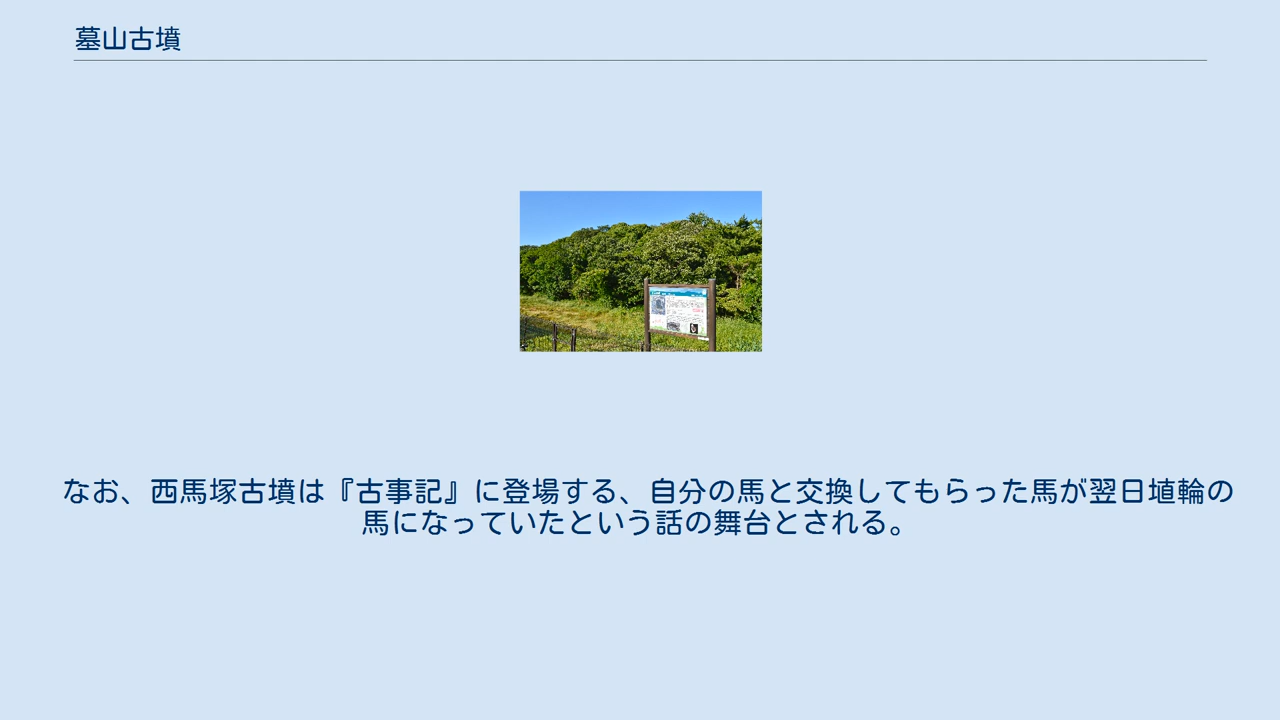 墓山古墳
なお、西馬塚古墳は『古事記』に登場する、自分の馬と交換してもらった馬が翌日埴輪の
馬になっていたという話の舞台とされる。